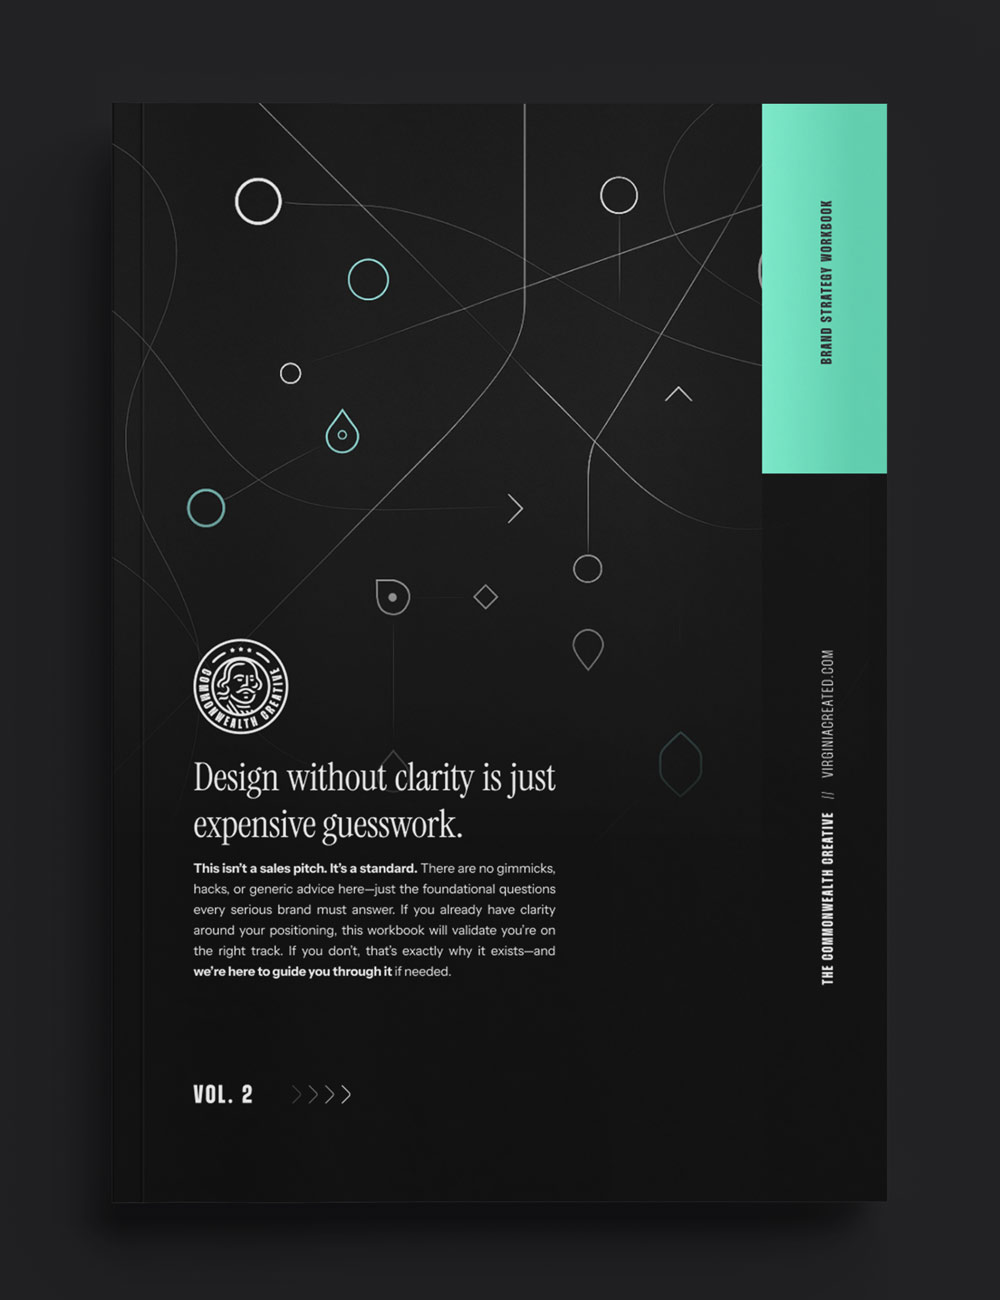 BRAND STRATEGY WORKBOOK
COMMONWEALTH CREATIVE
Design without clarity is just
expensive guesswork.
This isn't a sales pitch. It's a standard. There are no gimmicks,
hacks, or generic advice here—just the foundational questions
every serious brand must answer. If you already have clarity
around your positioning, this workbook will validate you're on
the right track. If you don't, that's exactly why it exists—and
we're here to guide you through it if needed.
THE COMMONWEALTH CREATIVE // VIRGINIACREATED.COM
VOL. 2